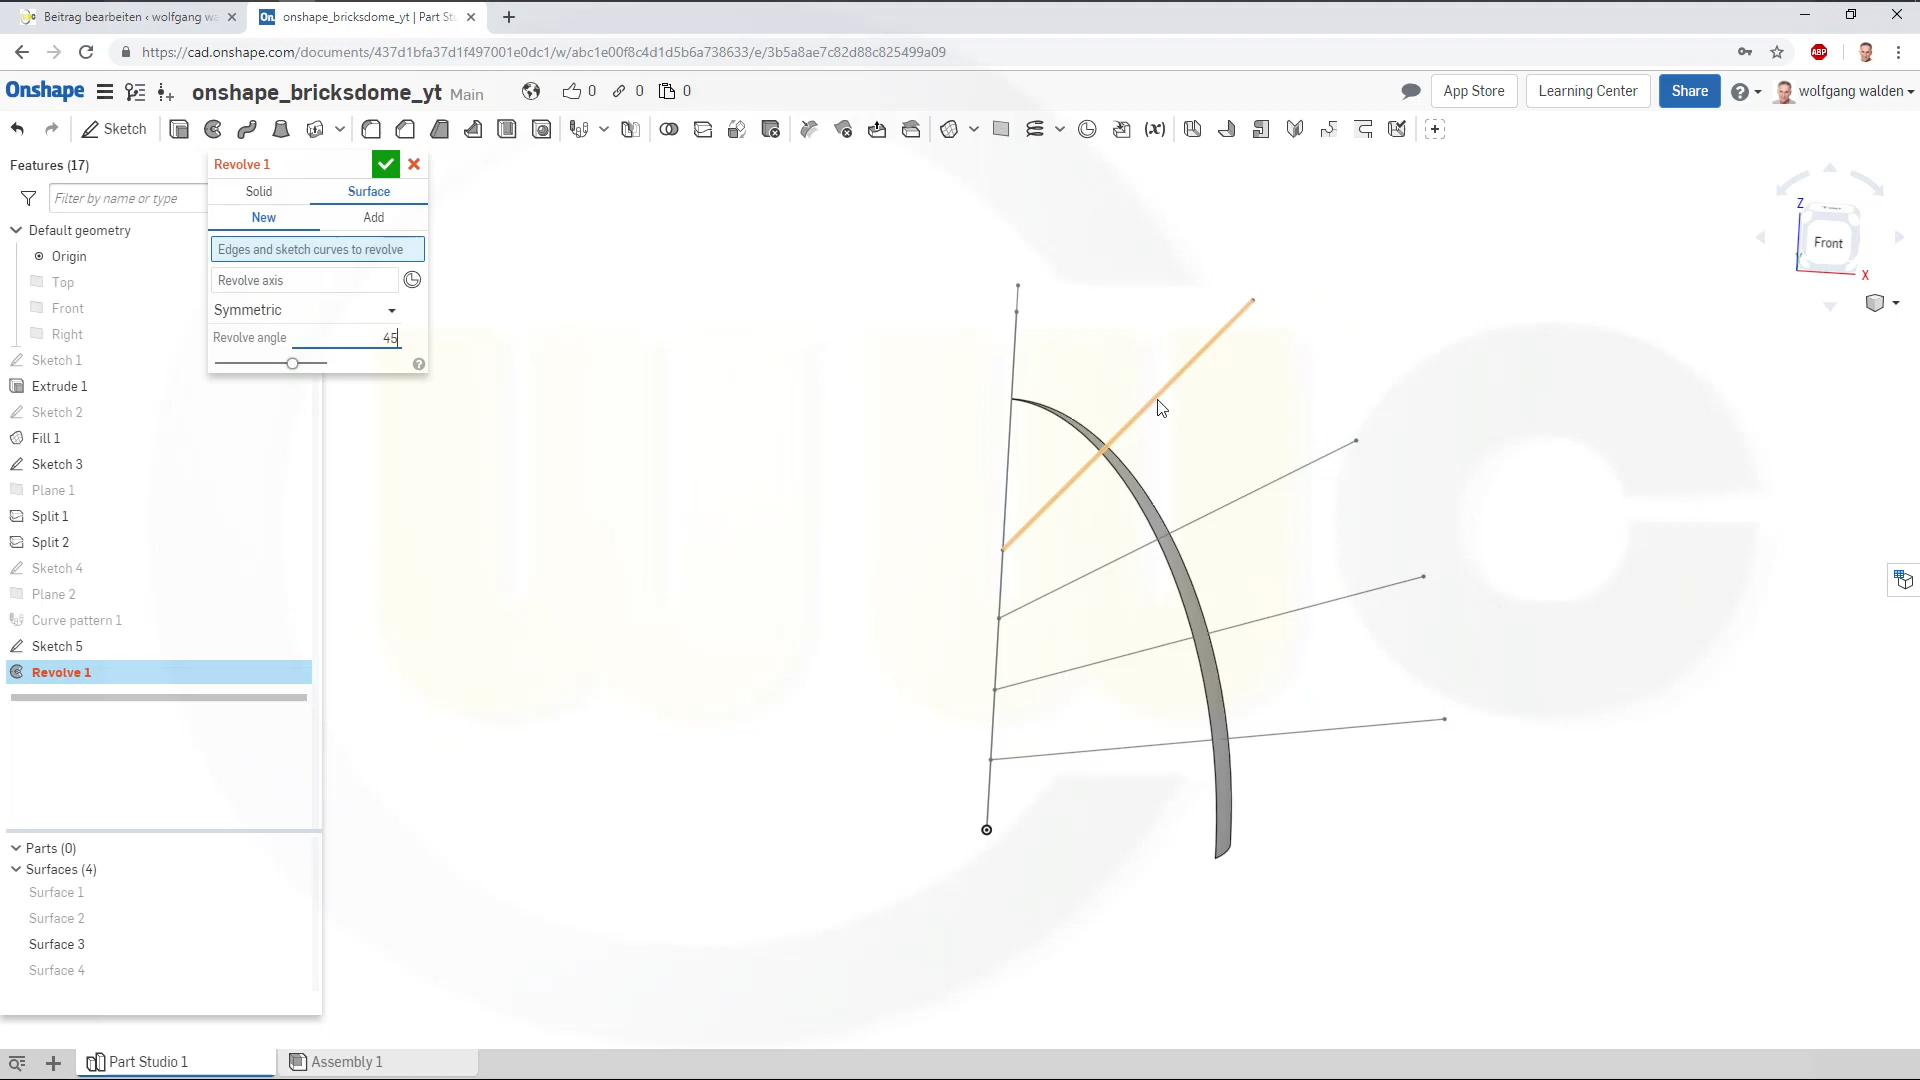 Beitrag bearbeiten ‹ wolfgang wa
onshape_bricksdome_yt | Part St
https://cad.onshape.com/documents/437d1bfa37d1f497001e0dc1/w/abc1e00f8c4d1d5b6a738633/e/3b5a8ae7c82d88c825499a09
ABP
Onshape
onshape_bricksdome_yt Main
0
0
0
App Store
Learning Center
Share
wolfgang walden
Sketch
(x)
Features (17)
Filter by name or type
Default geometry
Origin
Top
Front
Right
Sketch 1
Extrude 1
Sketch 2
Fill 1
Sketch 3
Plane 1
Split 1
Split 2
Sketch 4
Plane 2
Curve pattern 1
Sketch 5
Revolve 1
Parts (0)
Surfaces (4)
Surface 1
Surface 2
Surface 3
Surface 4
Revolve 1
Solid
Surface
New
Add
Edges and sketch curves to revolve
Revolve axis
Symmetric
Revolve angle 45
Z
Front
X
wwc
Part Studio 1
Assembly 1